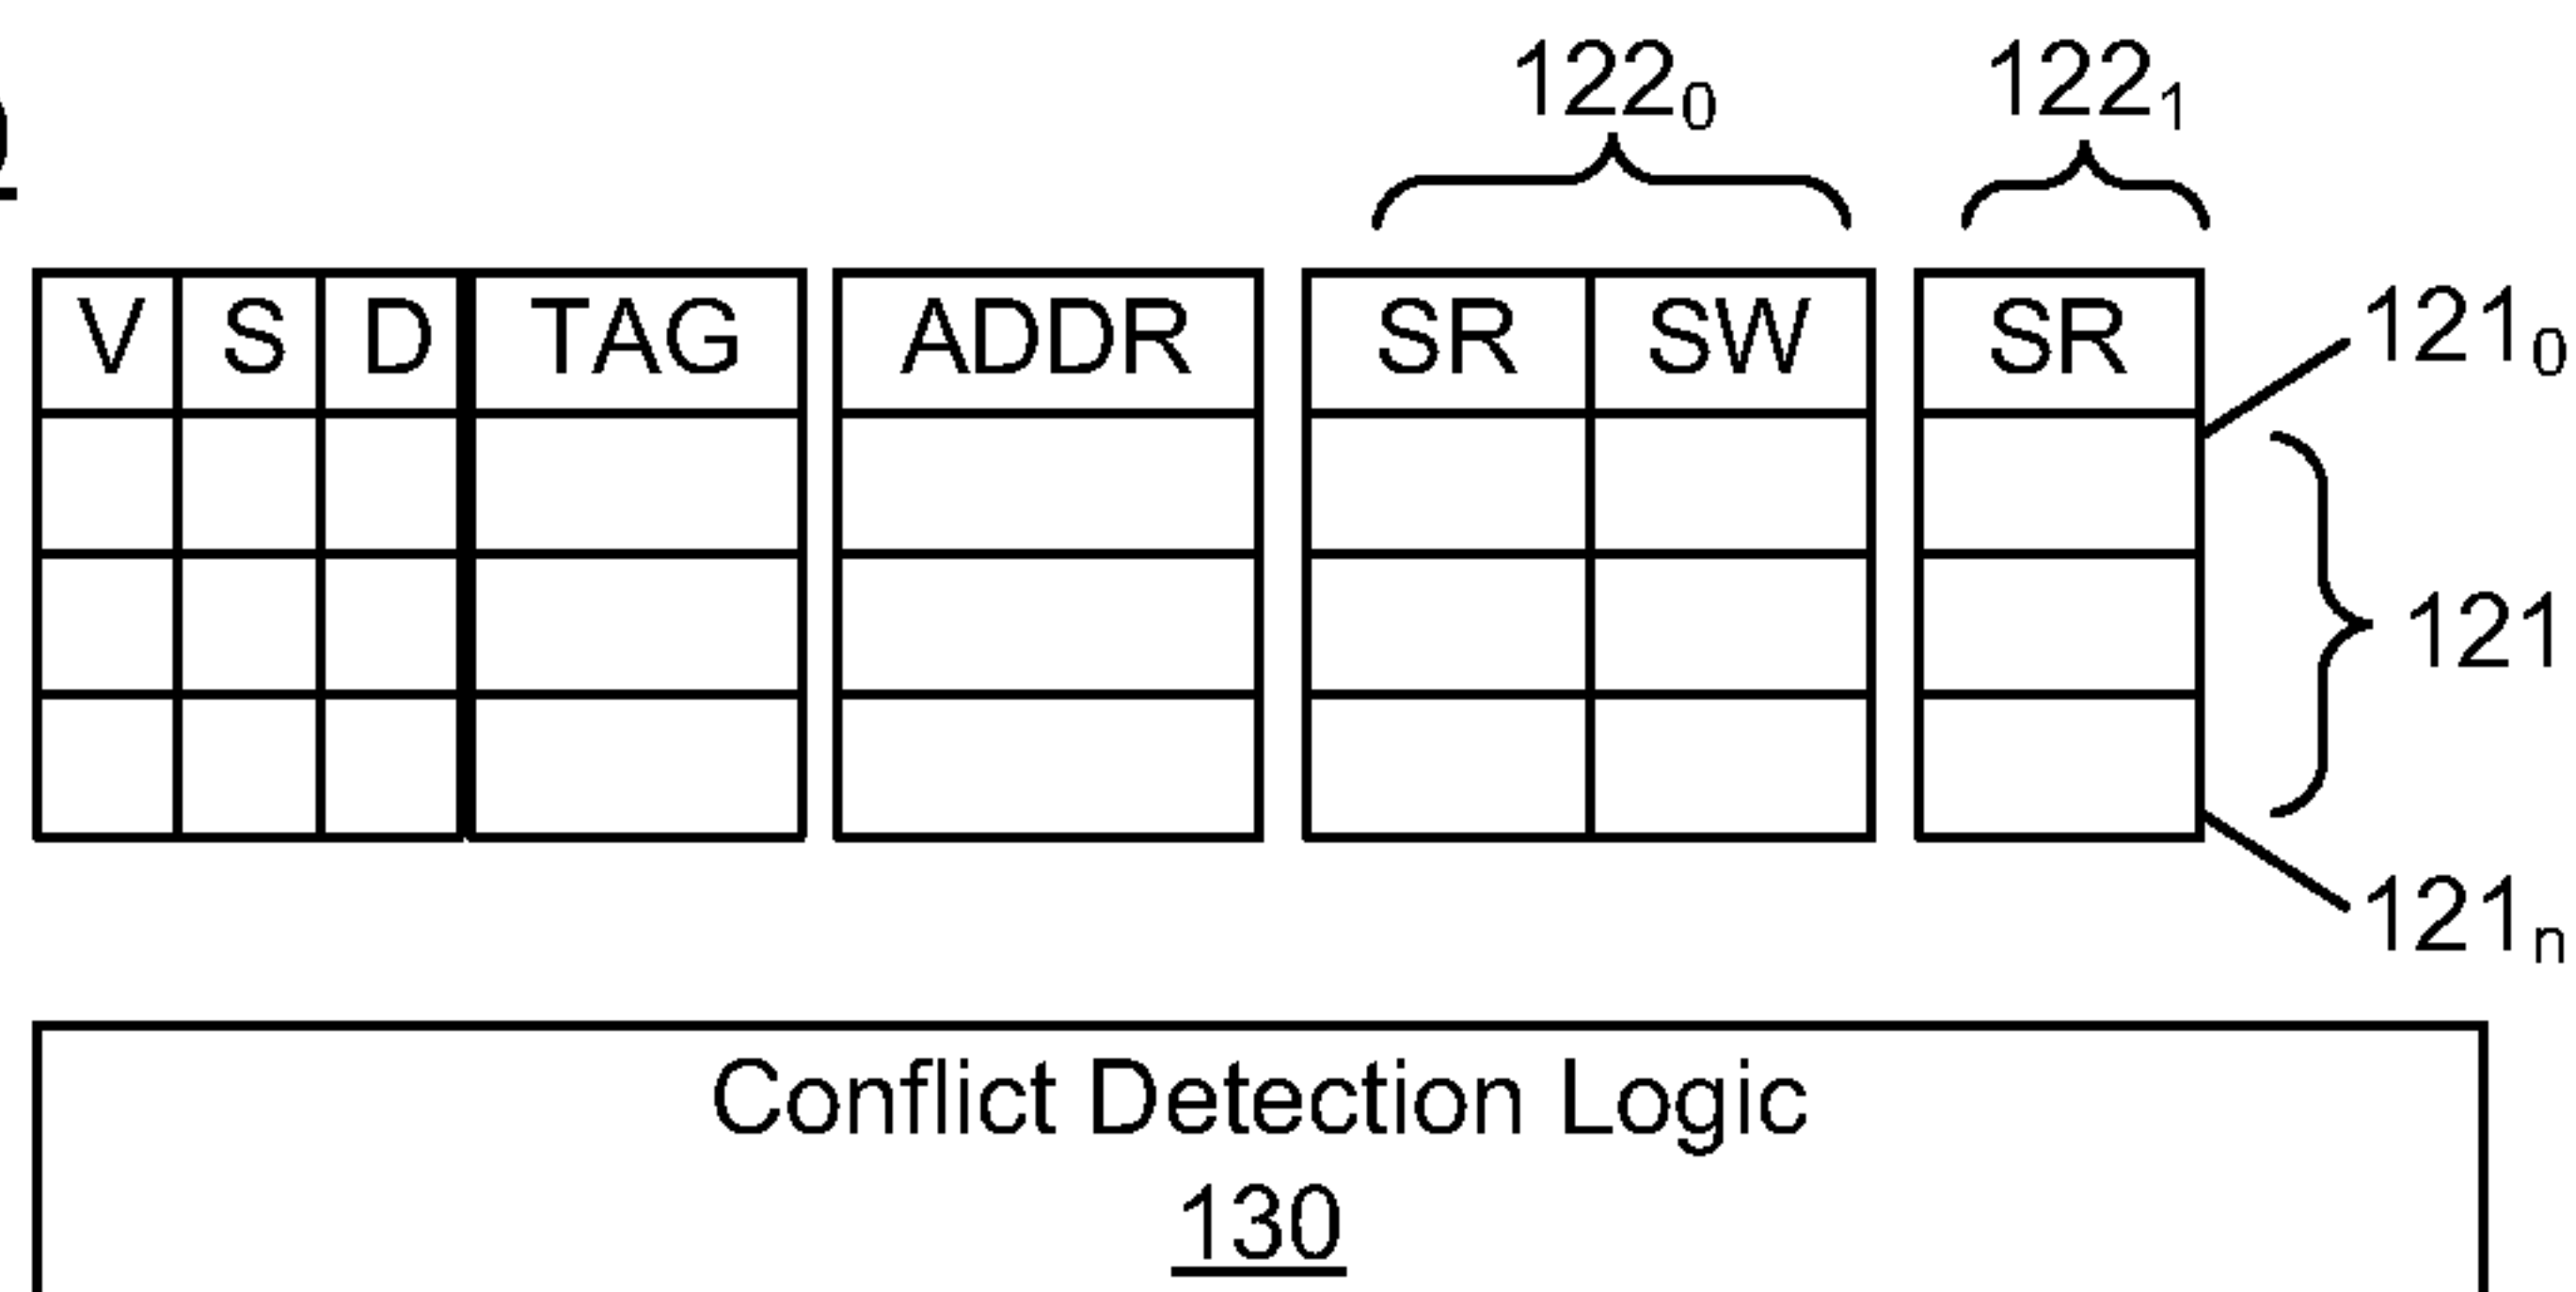 122₀ 122₁
V S D TAG ADDR SR SW SR
121₀
121
121ₙ
Conflict Detection Logic
130